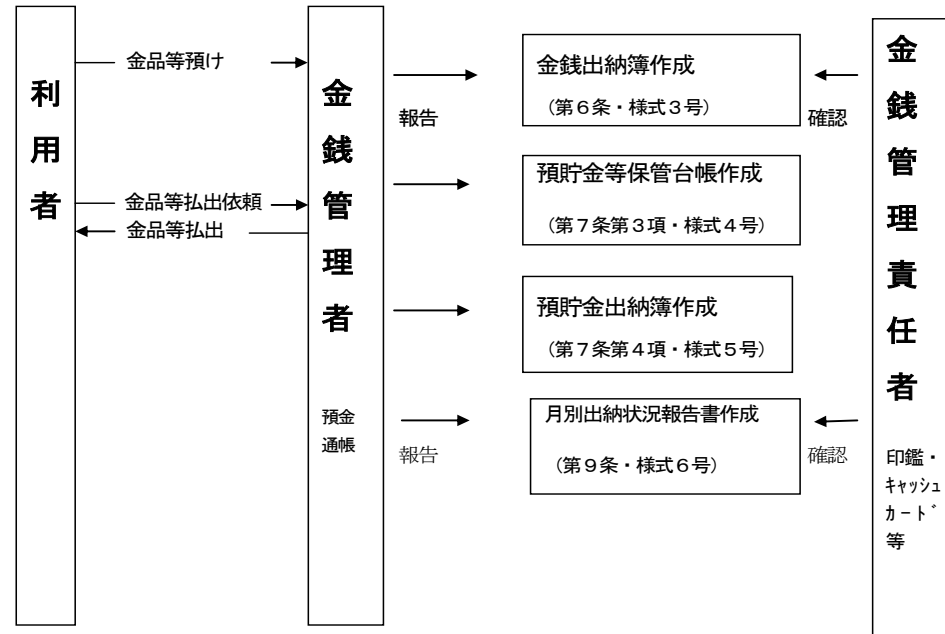 利用者
金品等預け
金品等払出依頼
金品等払出
金銭管理者
預金
通帳
報告
金銭出納簿作成
（第６条・様式３号）
確認
預貯金等保管台帳作成
（第７条第３項・様式４号）
預貯金出納簿作成
（第７条第４項・様式５号）
報告
月別出納状況報告書作成
（第９条・様式６号）
確認
金銭管理責任者
印鑑・
ｷｬｯｼｭ
ｶｰﾄﾞ
等